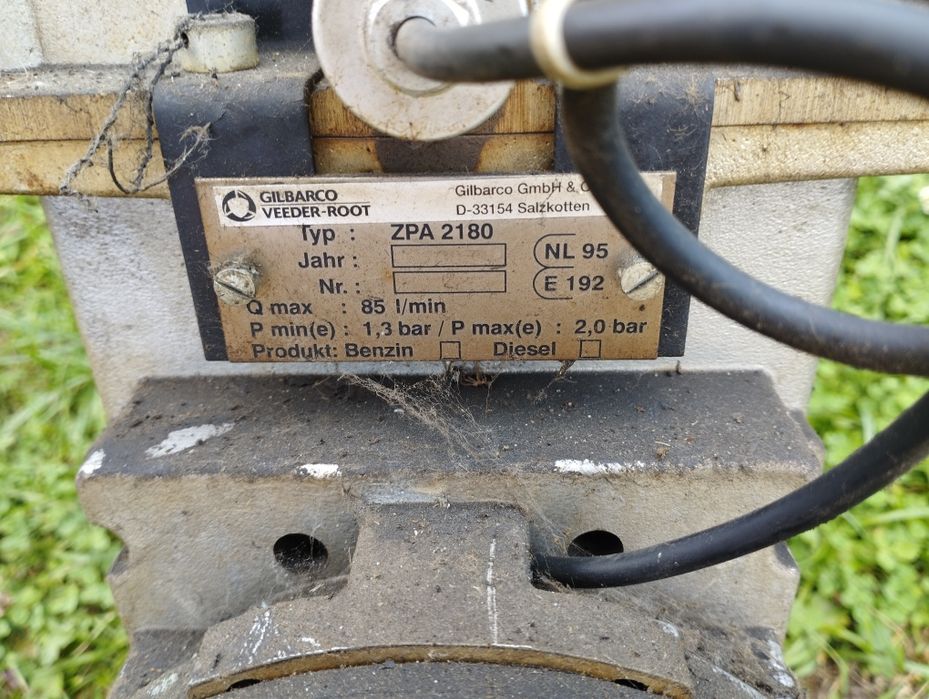 GILBARCO
VEEDER-ROOT
Gilbarco GmbH &
D-33154 Salzkotten
Typ : ZPA 2180
Jahr :
Nr. :
NL 95
E 192
Q max : 85 l/min
P min(e) : 1,3 bar / P max(e) : 2,0 bar
Produkt: Benzin Diesel